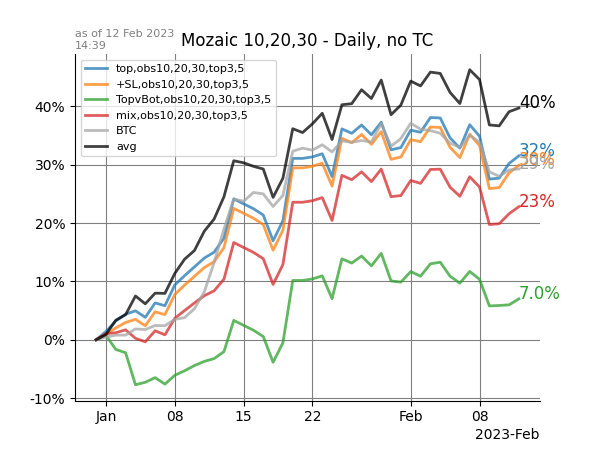 as of 12 Feb 2023
14:39
Mozaic 10,20,30 - Daily, no TC
top,obs10,20,30,top3,5
+SL,obs10,20,30,top3,5
TopvBot,obs10,20,30,top3,5
mix,obs10,20,30,top3,5
BTC
avg
40%
30%
20%
10%
0%
-10%
40%
32%
30%
29%
23%
7.0%
Jan
08
15
22
Feb
08
2023-Feb